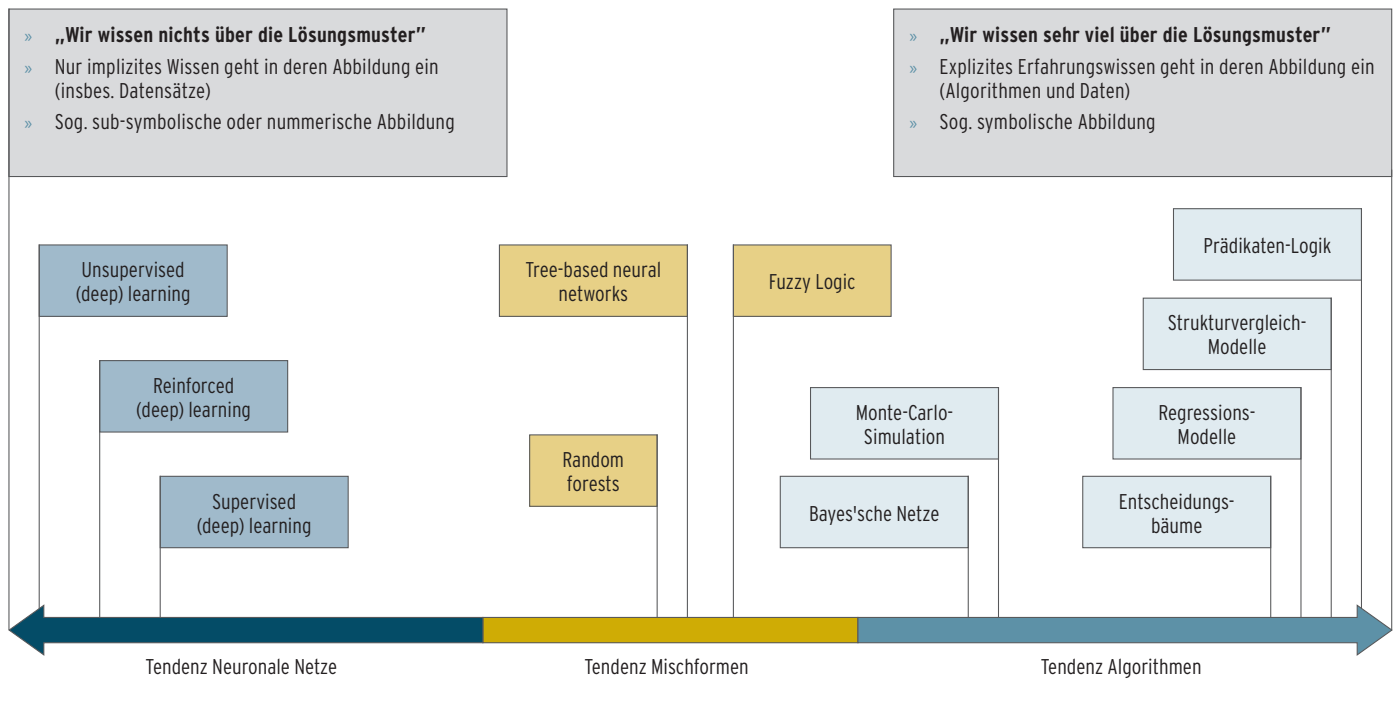 » „Wir wissen nichts über die Lösungsmuster”
» Nur implizites Wissen geht in deren Abbildung ein
(insbes. Datensätze)
» Sog. sub-symbolische oder nummerische Abbildung
» „Wir wissen sehr viel über die Lösungsmuster”
» Explizites Erfahrungswissen geht in deren Abbildung ein
(Algorithmen und Daten)
» Sog. symbolische Abbildung
Unsupervised
(deep) learning
Reinforced
(deep) learning
Supervised
(deep) learning
Tree-based neural
networks
Random
forests
Fuzzy Logic
Monte-Carlo-
Simulation
Bayes'sche Netze
Prädikaten-Logik
Strukturvergleich-
Modelle
Regressions-
Modelle
Entscheidungs-
bäume
Tendenz Neuronale Netze
Tendenz Mischformen
Tendenz Algorithmen